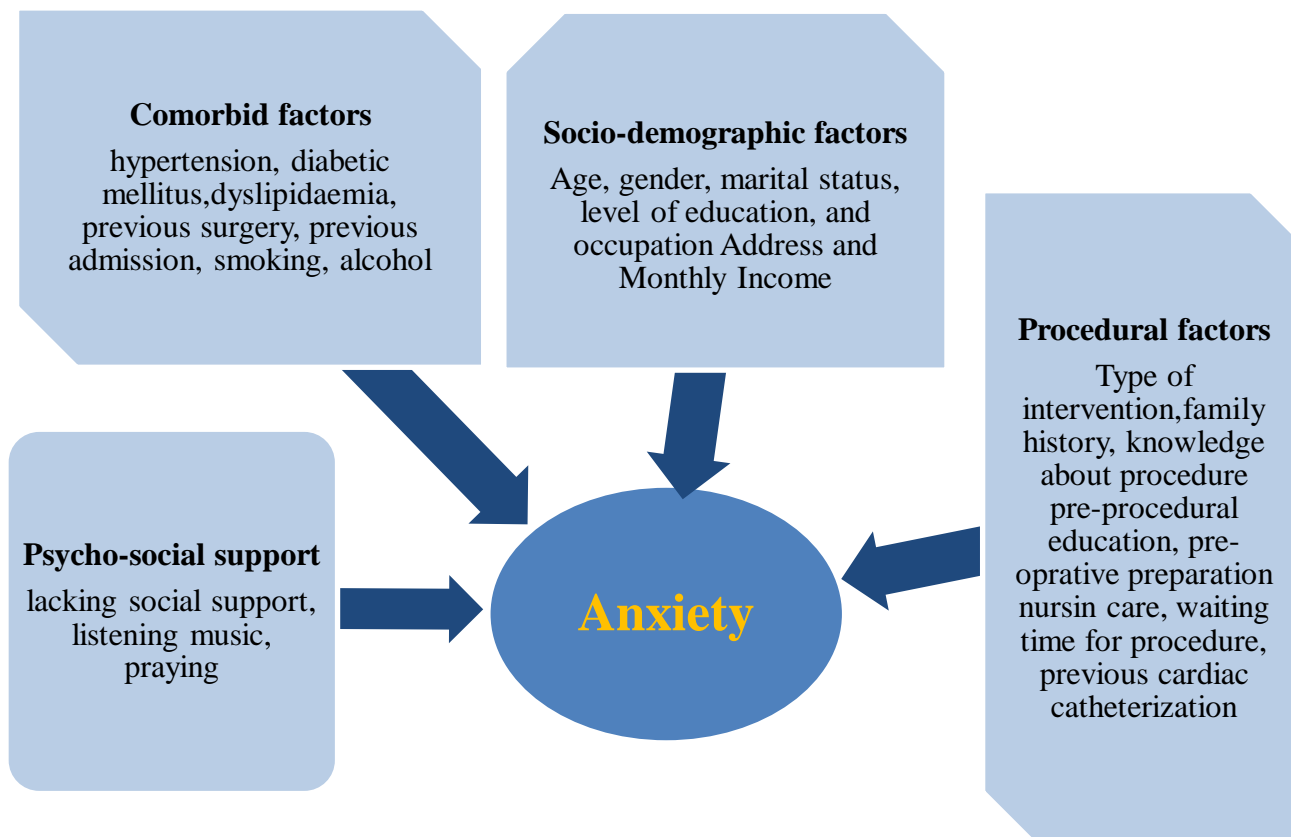 Comorbid factors
hypertension, diabetic
mellitus,dyslipidaemia,
previous surgery, previous
admission, smoking, alcohol
Socio-demographic factors
Age, gender, marital status,
level of education, and
occupation Address and
Monthly Income
Procedural factors
Type of
intervention,family
history, knowledge
about procedure
pre-procedural
education, pre-
oprative preparation
nursin care, waiting
time for procedure,
previous cardiac
catheterization
Psycho-social support
lacking social support,
listening music,
praying
Anxiety